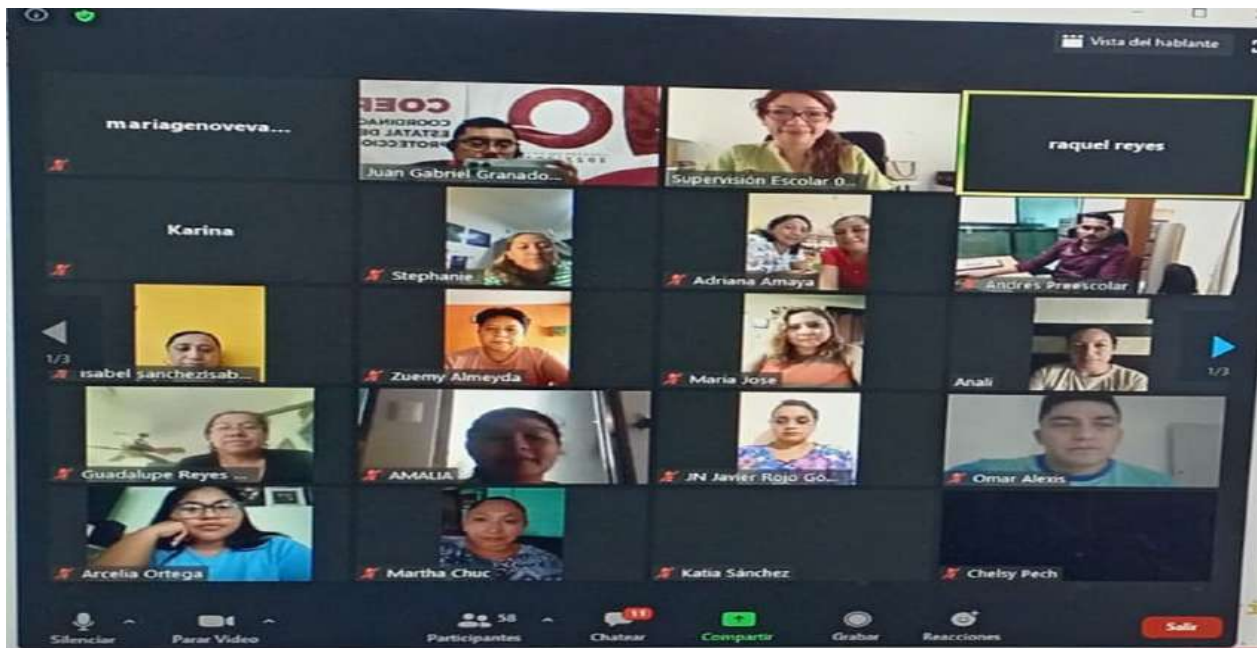 Vista del hablante
mariagenoveva...
COEP
COORDINAC
ESTATAL DE
PROTECCIO
Juan Gabriel Granado...
Supervisión Escolar 0...
raquel reyes
Karina
Stephanie
Adriana Amaya
Andres Preescolar
1/3
Isabel sanchezIsab...
Zuemy Almeyda
Maria Jose
Anali
1/3
Guadalupe Reyes ...
AMALIA
JN Javier Rojo Go...
Omar Alexis
Arcelia Ortega
Martha Chuc
Katia Sánchez
Chelsy Pech
Silenciar
Parar Video
58
Participantes
11
Chatear
Compartir
Grabar
Reacciones
Salir